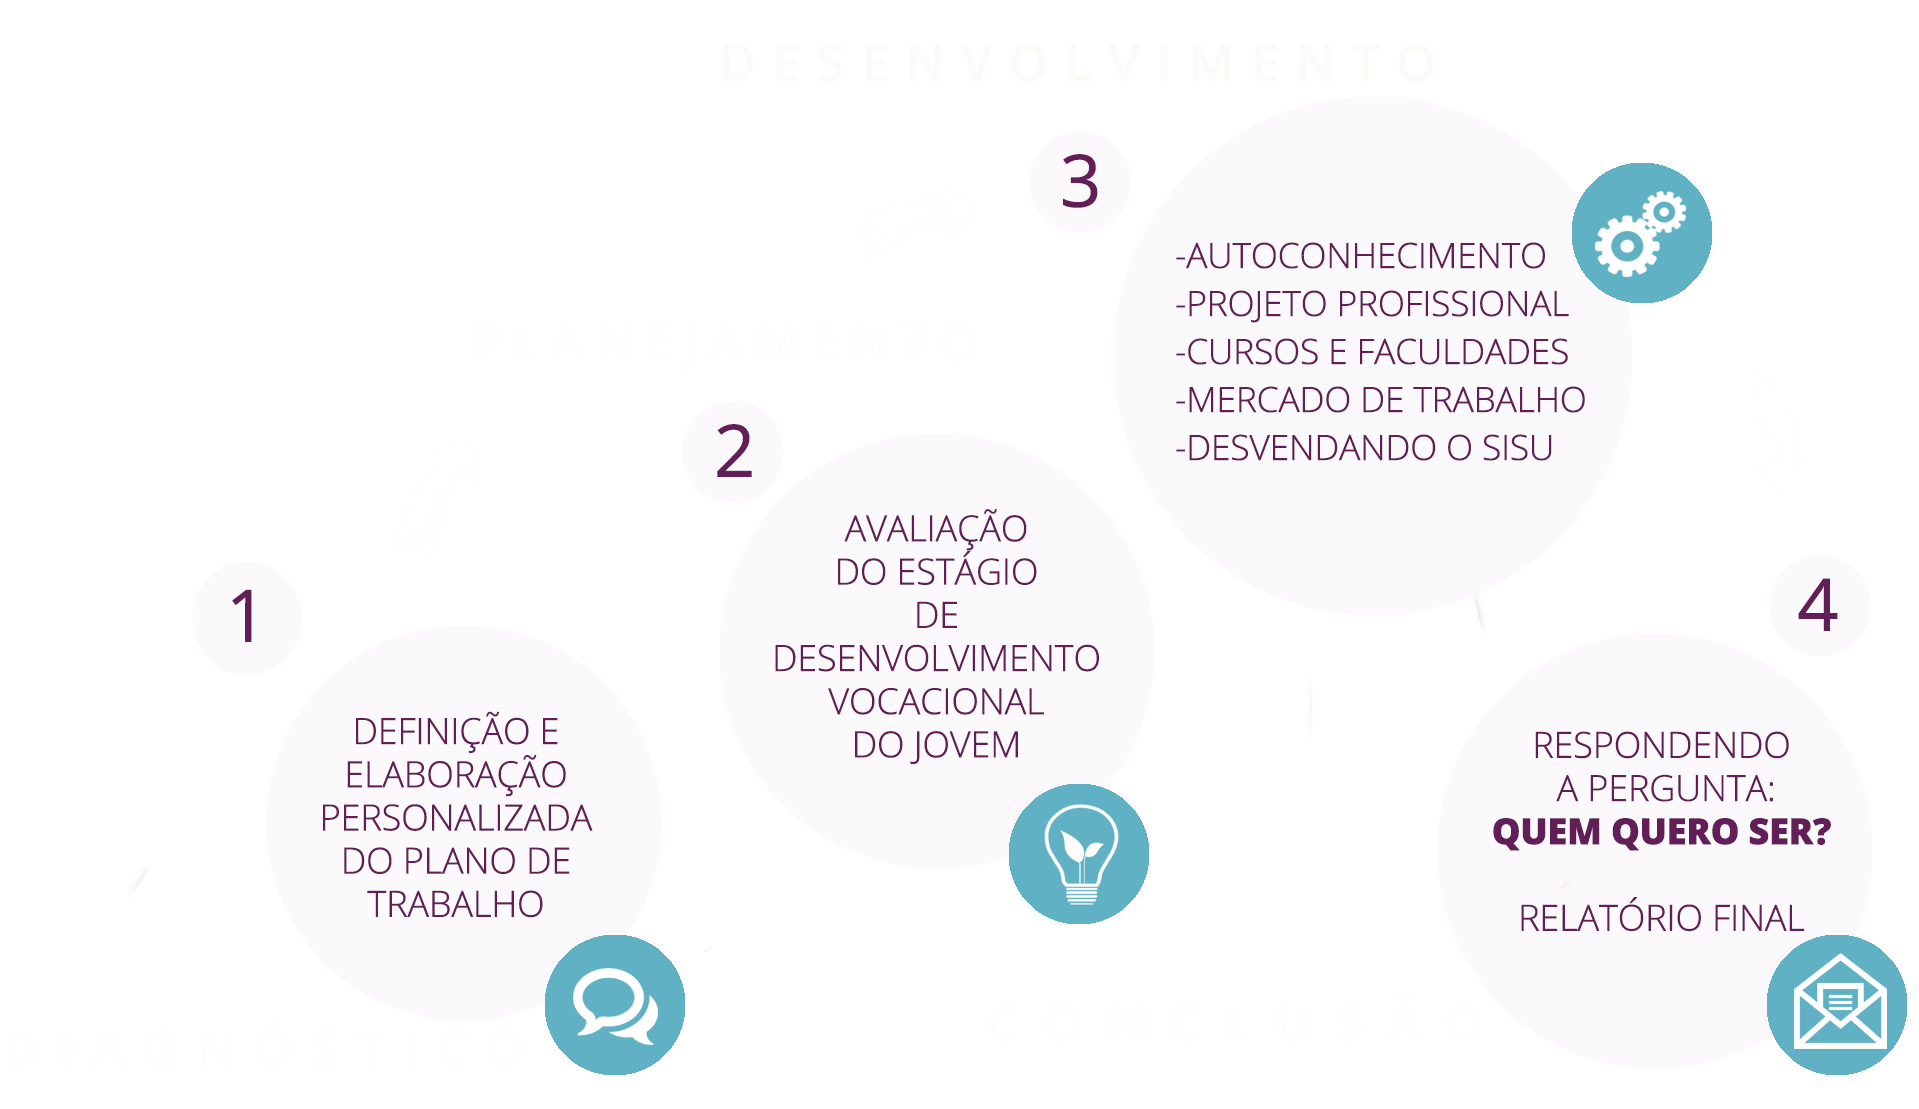 DESENVOLVIMENTO
3
-AUTOCONHECIMENTO
-PROJETO PROFISSIONAL
-CURSOS E FACULDADES
-MERCADO DE TRABALHO
-DESVENDANDO O SISU
PLANEJAMENTO
2
AVALIAÇÃO
DO ESTÁGIO
DE
DESENVOLVIMENTO
VOCACIONAL
DO JOVEM
1
DEFINIÇÃO E
ELABORAÇÃO
PERSONALIZADA
DO PLANO DE
TRABALHO
DIAGNÓSTICO
4
RESPONDENDO
A PERGUNTA:
QUEM QUERO SER?
RELATÓRIO FINAL
CONCLUSÃO